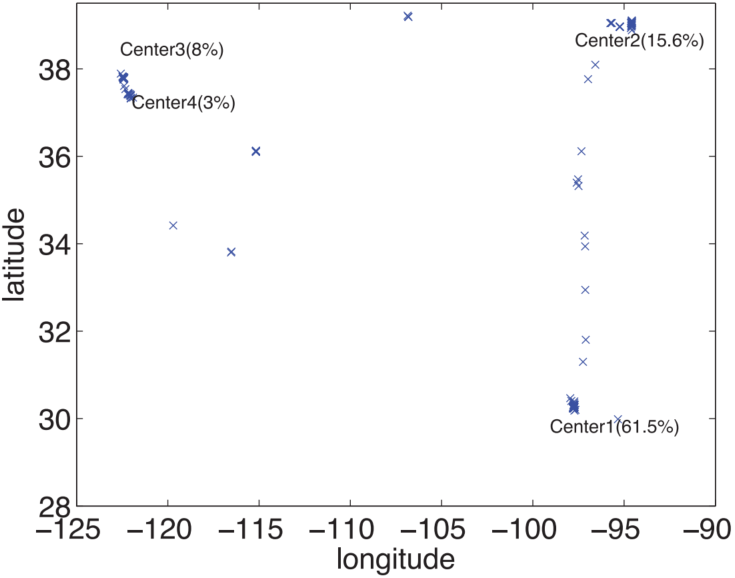 Center3(8%)
Center2(15.6%)
Center4(3%)
Center1(61.5%)
38
36
34
32
30
28
latitude
−125 −120 −115 −110 −105 −100 −95 −90
longitude